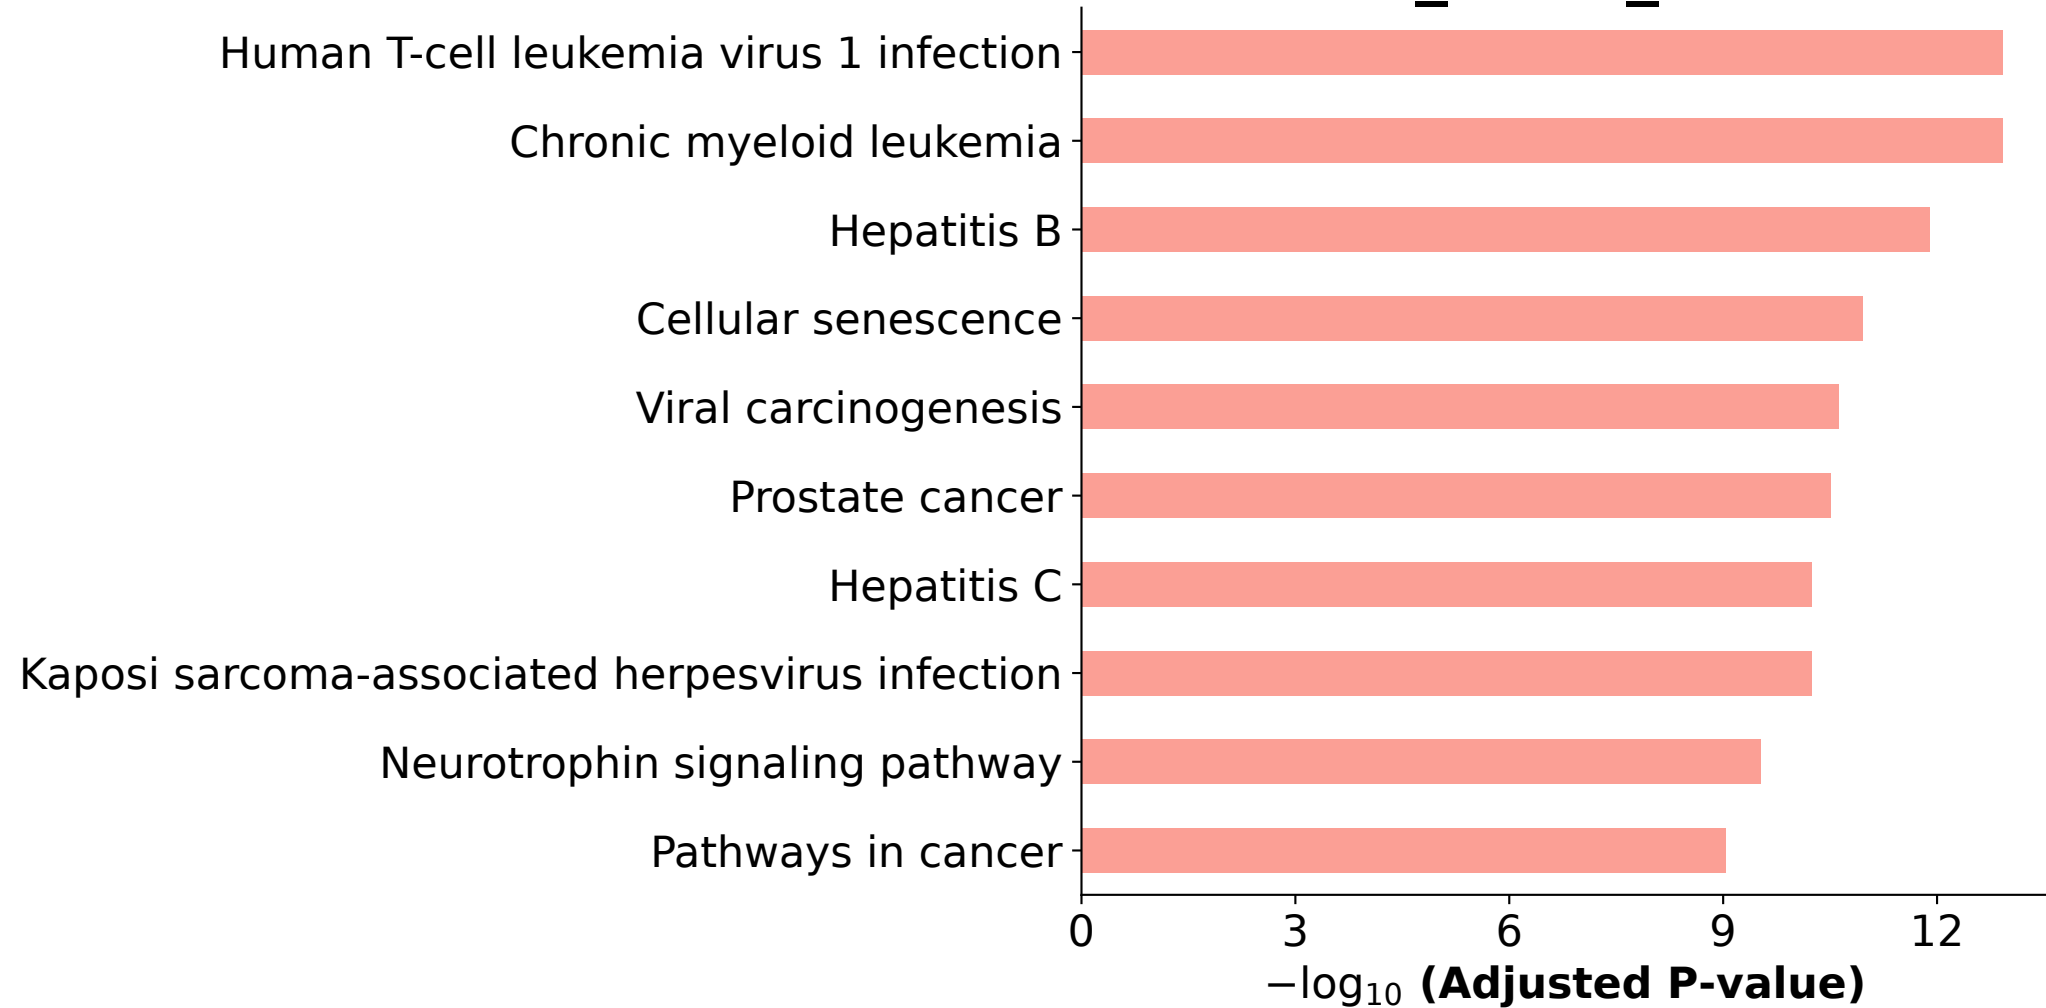 Human T-cell leukemia virus 1 infection
Chronic myeloid leukemia
Hepatitis B
Cellular senescence
Viral carcinogenesis
Prostate cancer
Hepatitis C
Kaposi sarcoma-associated herpesvirus infection
Neurotrophin signaling pathway
Pathways in cancer
0 3 6 9 12
−log₁₀ (Adjusted P-value)